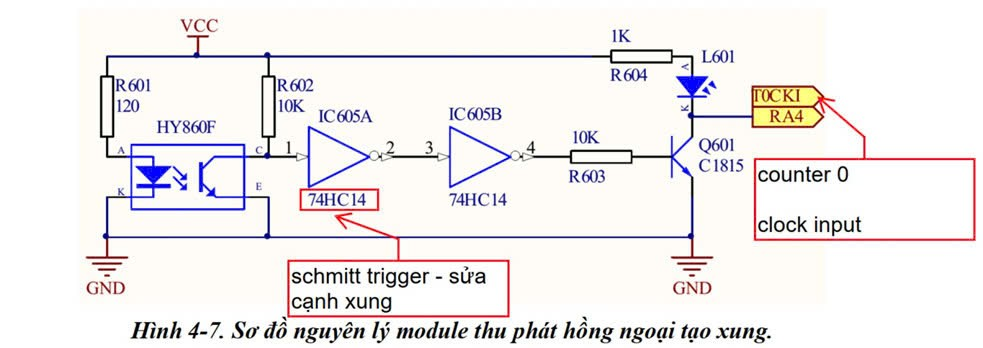 VCC
1K
R604
L601
A
K
R601
120
R602
10K
HY860F
A
K
C
E
IC605A
1
2
74HC14
IC605B
3
4
74HC14
10K
R603
Q601
C1815
T0CKI
RA4
GND
GND
counter 0
clock input
schmitt trigger - sửa
cạnh xung
Hình 4-7. Sơ đồ nguyên lý module thu phát hồng ngoại tạo xung.